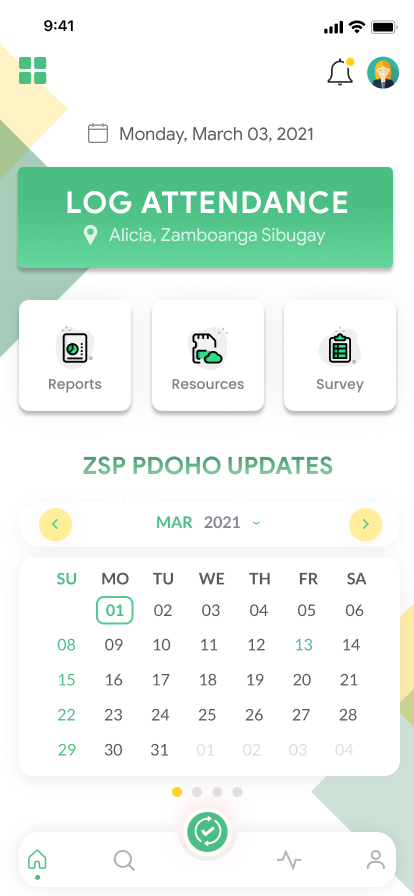 9:41
Monday, March 03, 2021
LOG ATTENDANCE
Alicia, Zamboanga Sibugay
Reports Resources Survey
ZSP PDOHO UPDATES
MAR 2021
SU MO TU WE TH FR SA
01 02 03 04 05 06
08 09 10 11 12 13 14
15 16 17 18 19 20 21
22 23 24 25 26 27 28
29 30 31 01 02 03 04